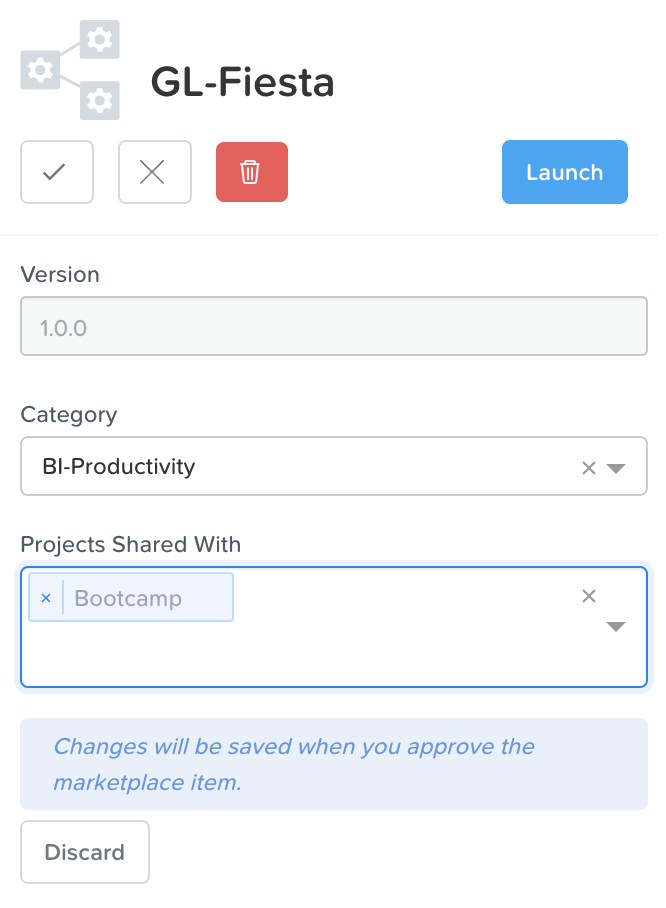 GL-Fiesta
Launch
Version
1.0.0
Category
BI-Productivity
Projects Shared With
Bootcamp
Changes will be saved when you approve the
marketplace item.
Discard